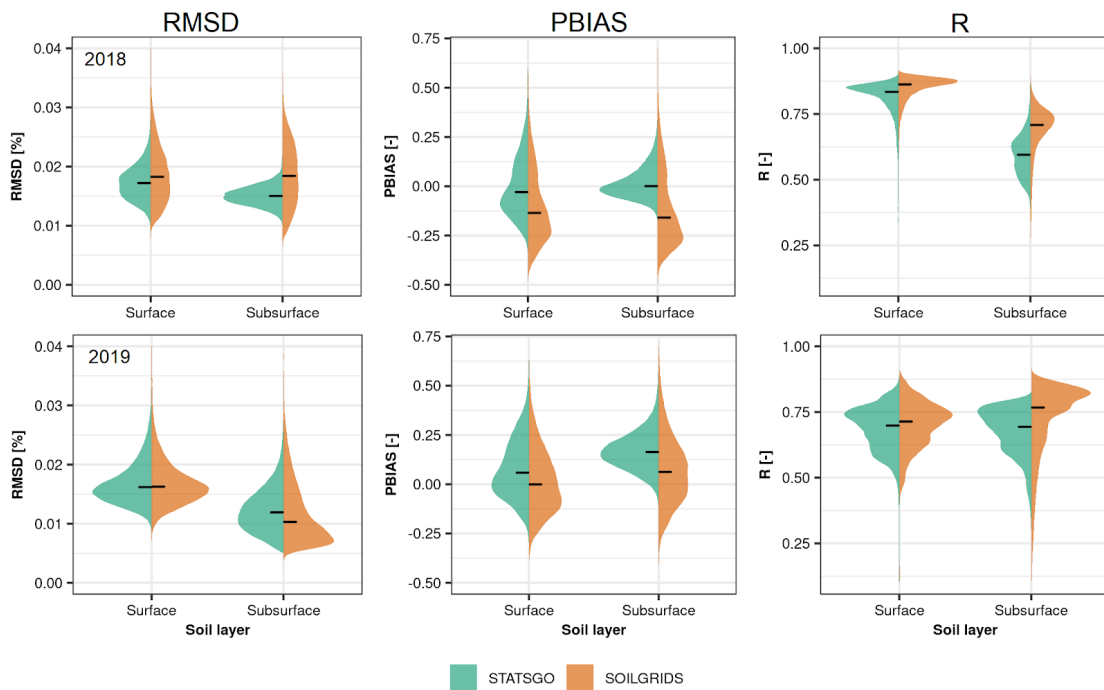 RMSD PBIAS R
2018
RMSD [%]
0.04
0.03
0.02
0.01
0.00
Surface Subsurface
PBIAS [-]
0.75
0.50
0.25
0.00
-0.25
-0.50
Surface Subsurface
R [-]
1.00
0.75
0.50
0.25
Surface Subsurface
2019
RMSD [%]
0.04
0.03
0.02
0.01
0.00
Surface Subsurface
Soil layer
PBIAS [-]
0.75
0.50
0.25
0.00
-0.25
-0.50
Surface Subsurface
Soil layer
R [-]
1.00
0.75
0.50
0.25
Surface Subsurface
Soil layer
STATSGO SOILGRIDS